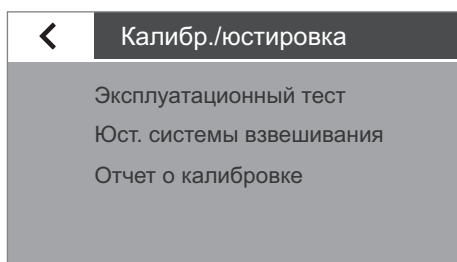 Калибр./юстировка
Эксплуатационный тест
Юст. системы взвешивания
Отчет о калибровке